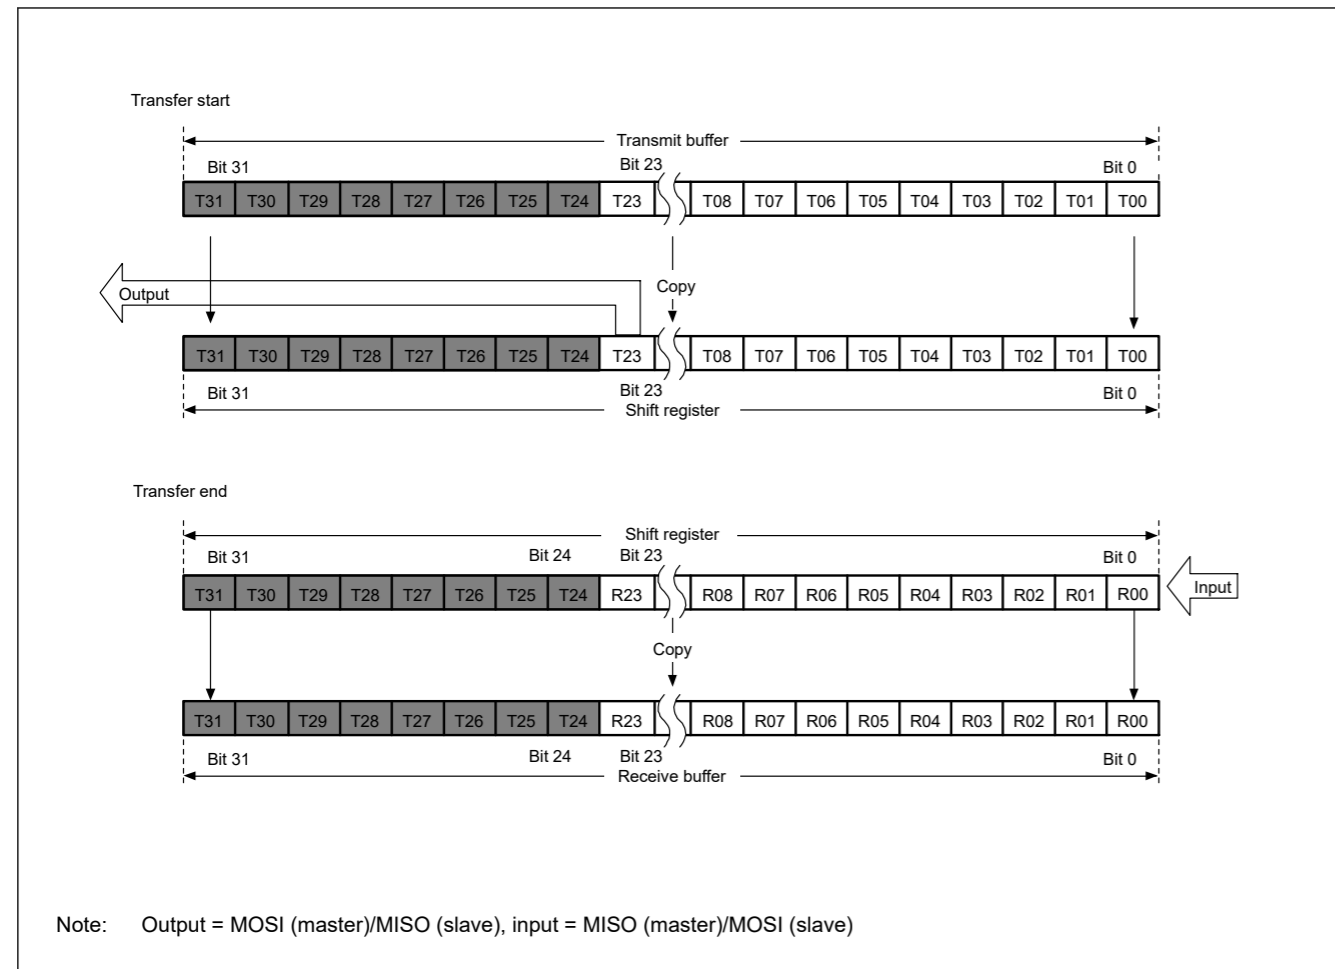 Transfer start
Transmit buffer
Bit 31 Bit 23 Bit 0
T31 T30 T29 T28 T27 T26 T25 T24 T23 T08 T07 T06 T05 T04 T03 T02 T01 T00
Output Copy
T31 T30 T29 T28 T27 T26 T25 T24 T23 T08 T07 T06 T05 T04 T03 T02 T01 T00
Bit 31 Bit 23 Bit 0
Shift register
Transfer end
Shift register
Bit 31 Bit 24 Bit 23 Bit 0
T31 T30 T29 T28 T27 T26 T25 T24 R23 R08 R07 R06 R05 R04 R03 R02 R01 R00 Input
Copy
T31 T30 T29 T28 T27 T26 T25 T24 R23 R08 R07 R06 R05 R04 R03 R02 R01 R00
Bit 31 Bit 24 Bit 23 Bit 0
Receive buffer
Note: Output = MOSI (master)/MISO (slave), input = MISO (master)/MOSI (slave)